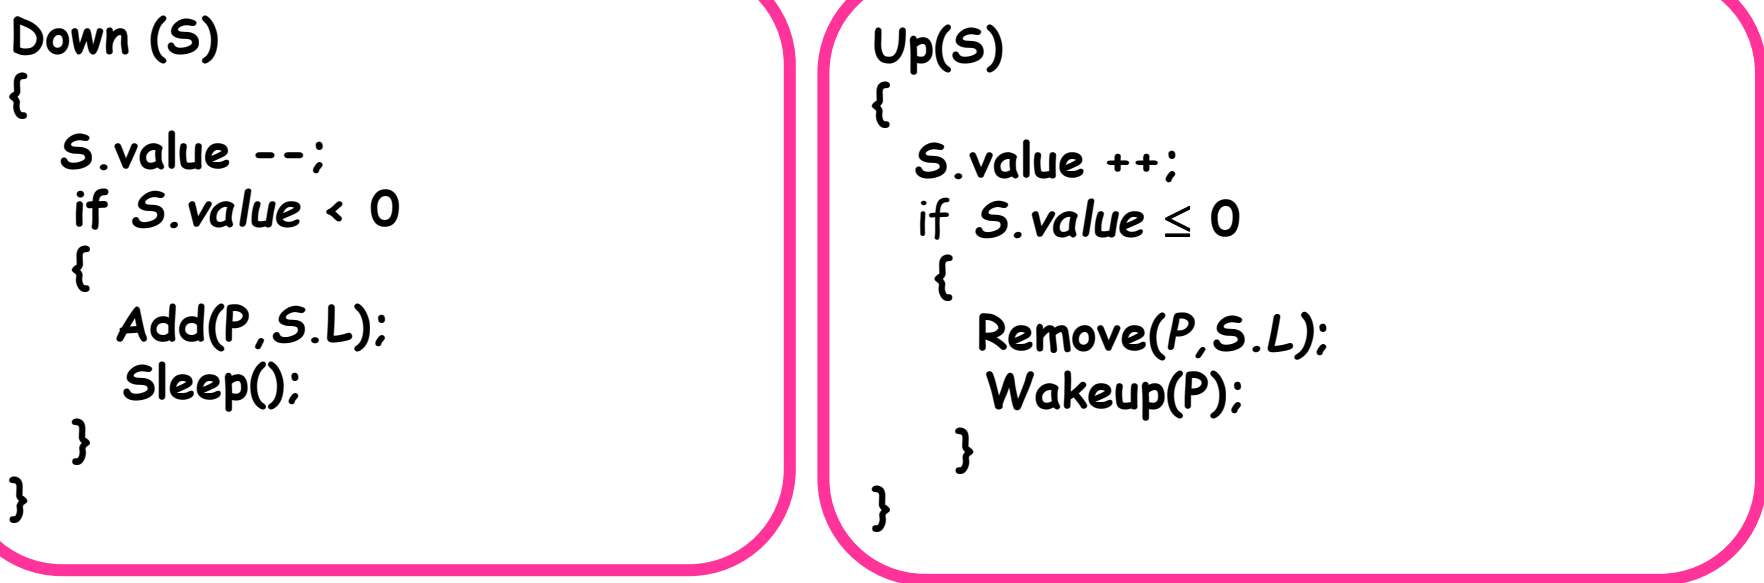 Down (S)
{
S.value --;
if S.value < 0
{
Add(P,S.L);
Sleep();
}
}
Up(S)
{
S.value ++;
if S.value ≤ 0
{
Remove(P,S.L);
Wakeup(P);
}
}